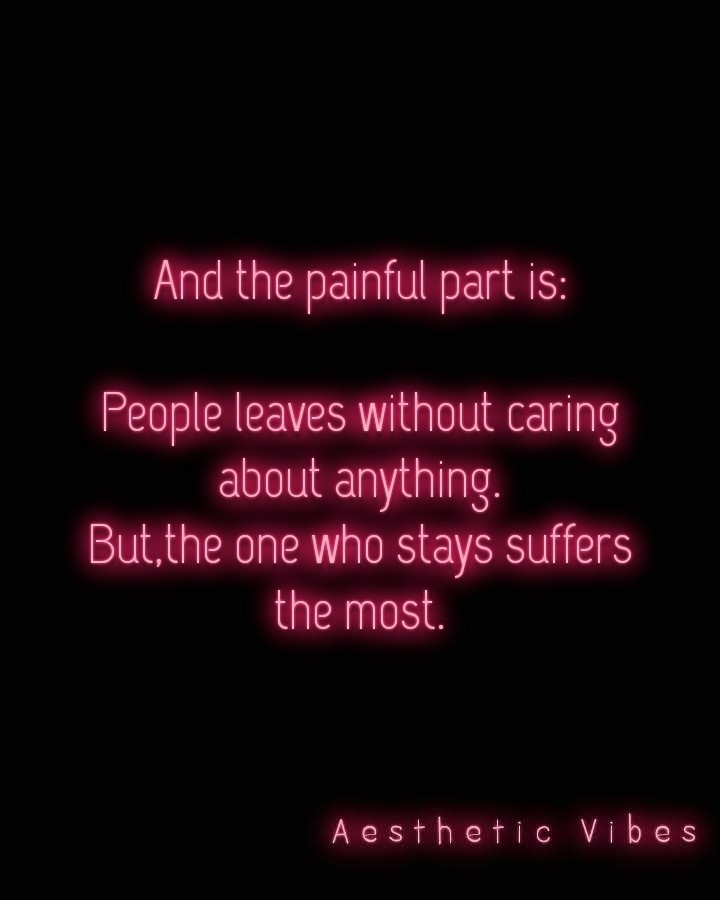 And the painful part is:
People leaves without caring
about anything.
But,the one who stays suffers
the most.
Aesthetic Vibes